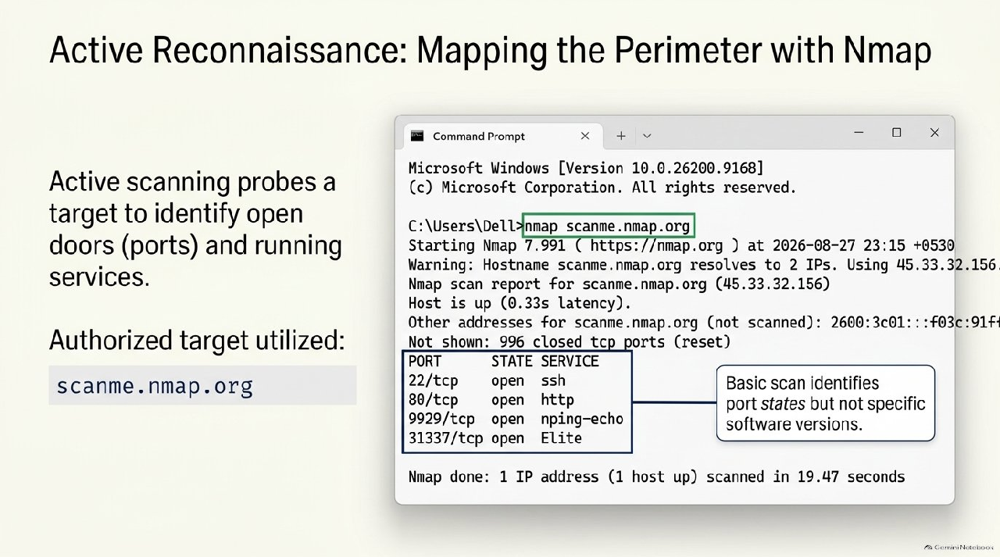 Active Reconnaissance: Mapping the Perimeter with Nmap
Active scanning probes a
target to identify open
doors (ports) and running
services.
Authorized target utilized:
scanme.nmap.org
Command Prompt
Microsoft Windows [Version 10.0.26200.9168]
(c) Microsoft Corporation. All rights reserved.
C:\Users\Dell>nmap scanme.nmap.org
Starting Nmap 7.991 ( https://nmap.org ) at 2026-08-27 23:15 +0530
Warning: Hostname scanme.nmap.org resolves to 2 IPs. Using 45.33.32.156.
Nmap scan report for scanme.nmap.org (45.33.32.156)
Host is up (0.33s latency).
Other addresses for scanme.nmap.org (not scanned): 2600:3c01:::f03c:91ff
Not shown: 996 closed tcp ports (reset)
PORT STATE SERVICE
22/tcp open ssh
80/tcp open http
9929/tcp open nping-echo
31337/tcp open Elite
Nmap done: 1 IP address (1 host up) scanned in 19.47 seconds
Basic scan identifies
port states but not specific
software versions.
Gemini Notebook